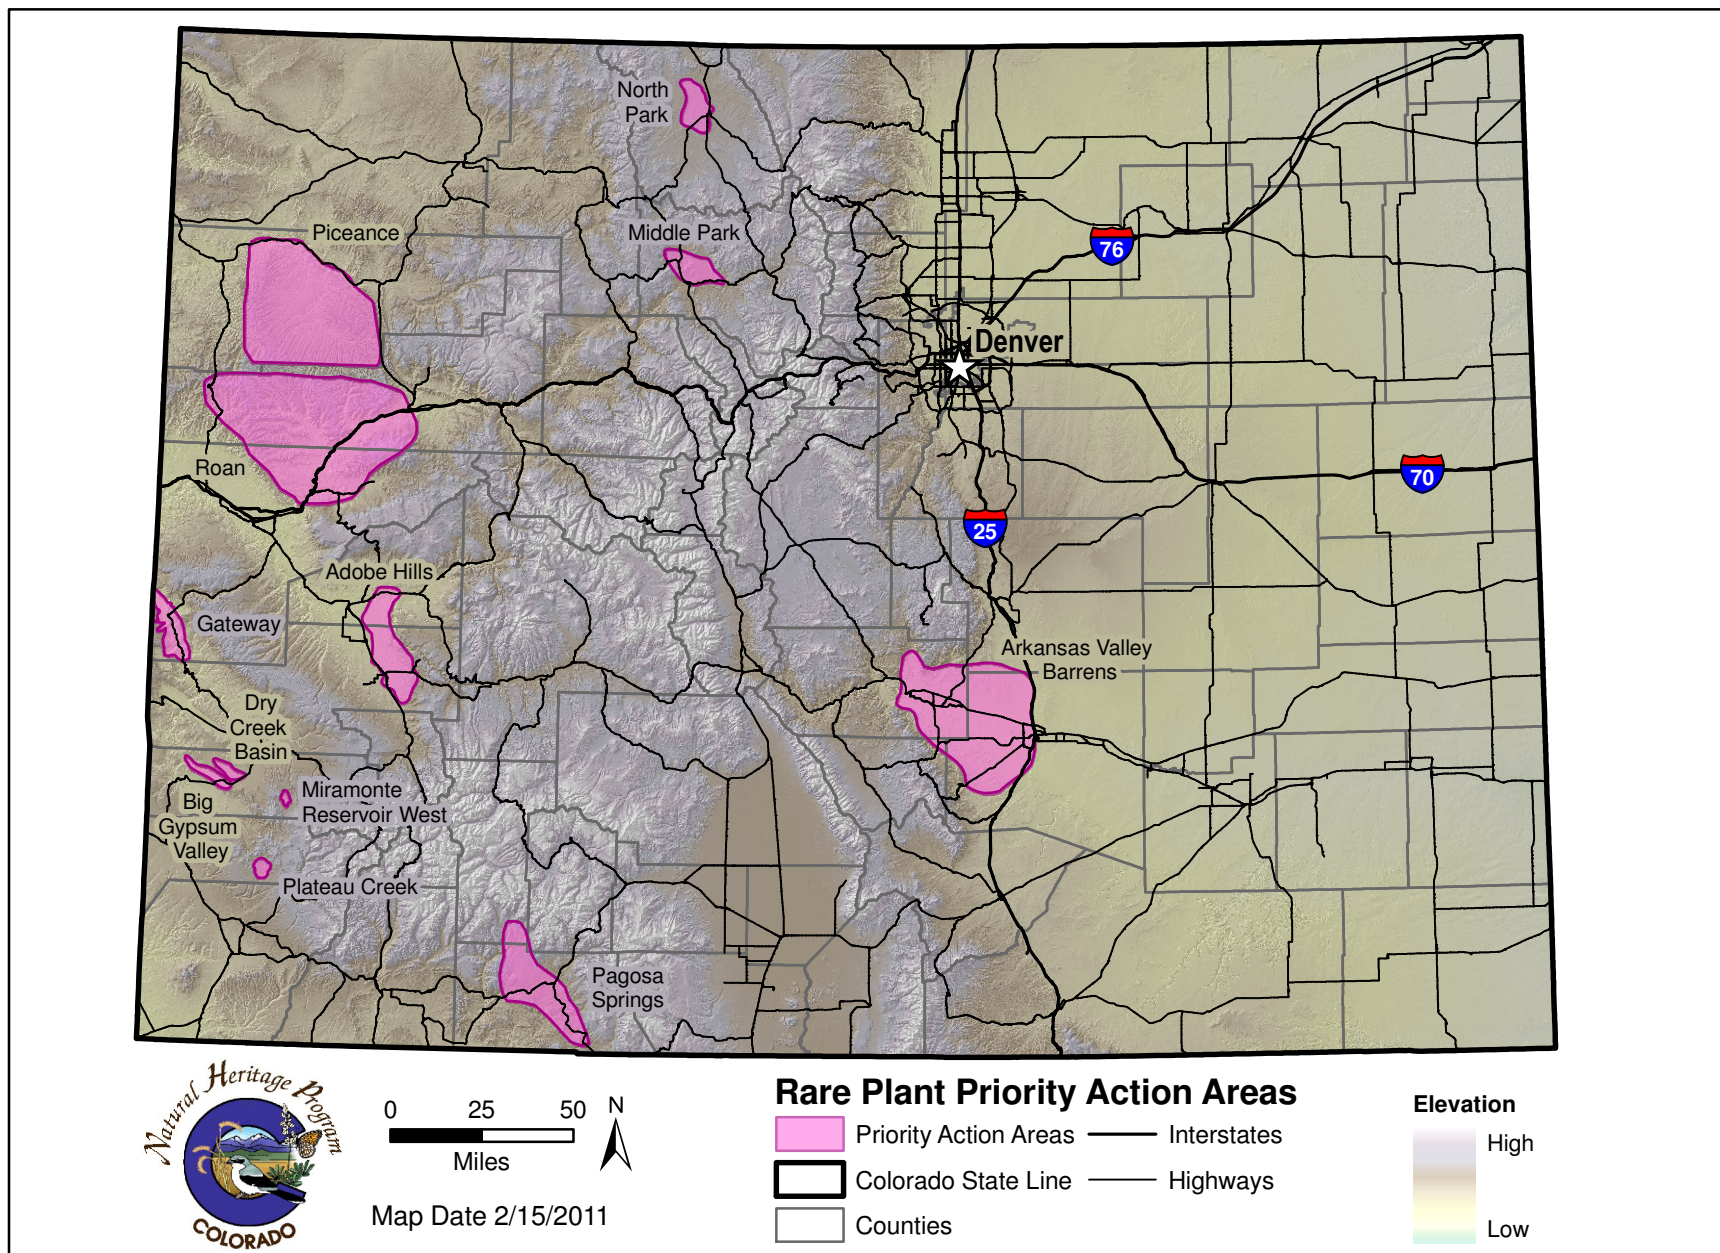 North
Park
Piceance
Middle Park
76
Denver
Roan
70
25
Adobe Hills
Gateway
Arkansas Valley
Barrens
Dry
Creek
Basin
Big
Gypsum
Valley
Miramonte
Reservoir West
Plateau Creek
Pagosa
Springs
Natural Heritage Program
COLORADO
0 25 50
Miles
N
Map Date 2/15/2011
Rare Plant Priority Action Areas
Priority Action Areas
Interstates
Colorado State Line
Highways
Counties
Elevation
High
Low